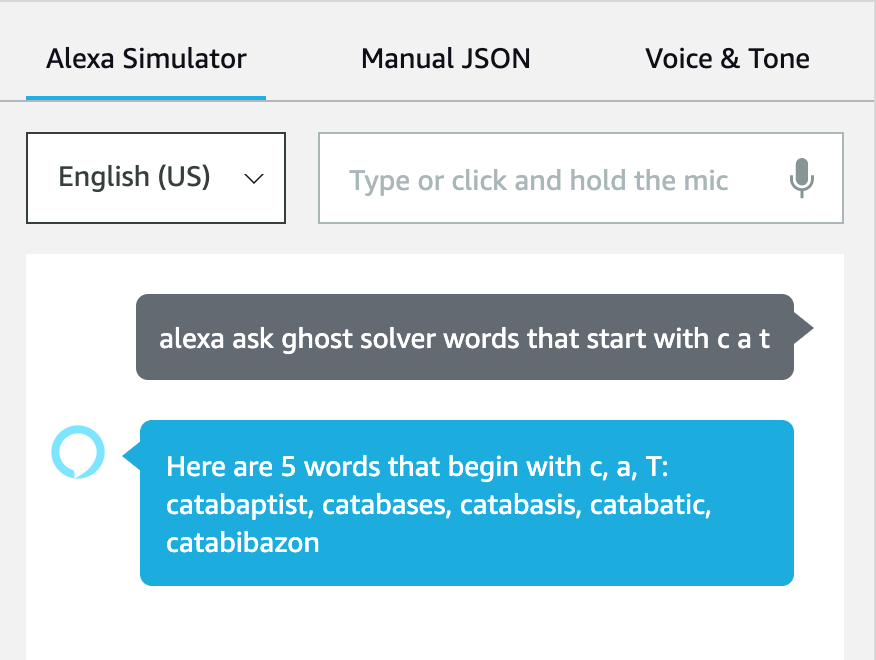 Alexa Simulator Manual JSON Voice & Tone
English (US) Type or click and hold the mic
alexa ask ghost solver words that start with c a t
Here are 5 words that begin with c, a, T:
catabaptist, catabases, catabasis, catabatic,
catabibazon